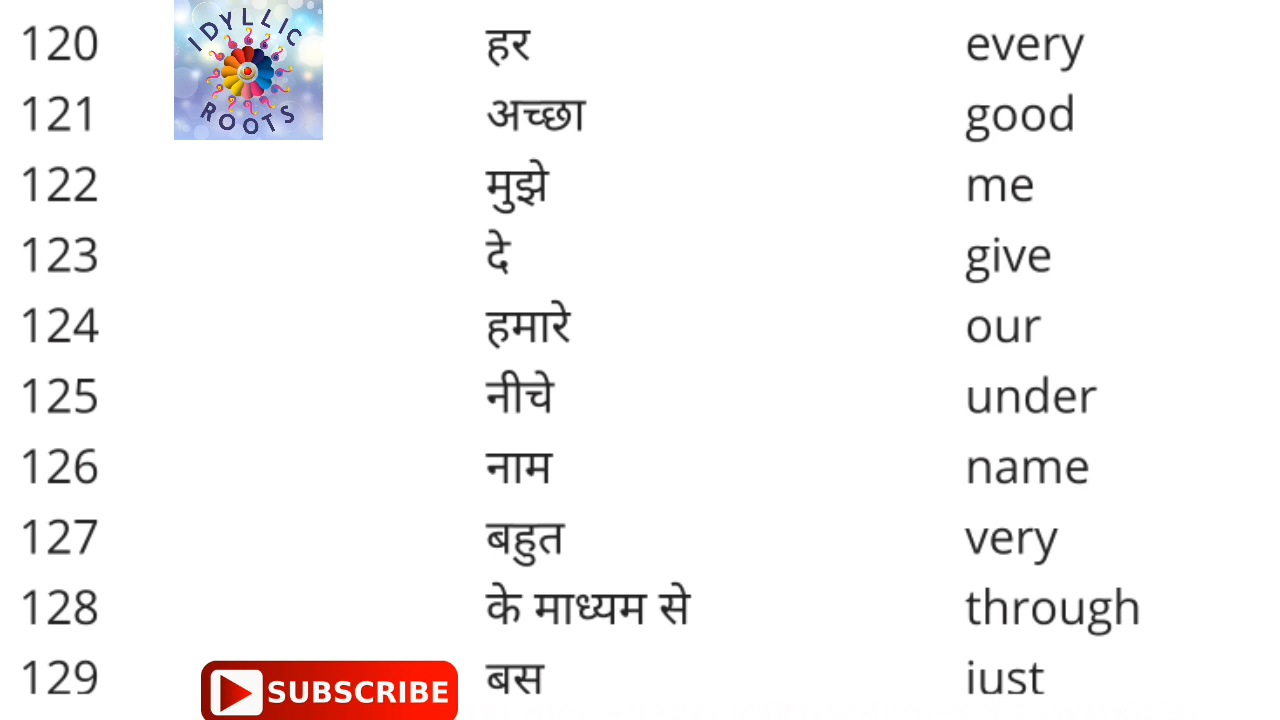 IDYLLIC
ROOTS
120 हर every
121 अच्छा good
122 मुझे me
123 दे give
124 हमारे our
125 नीचे under
126 नाम name
127 बहुत very
128 के माध्यम से through
129 बस just
SUBSCRIBE